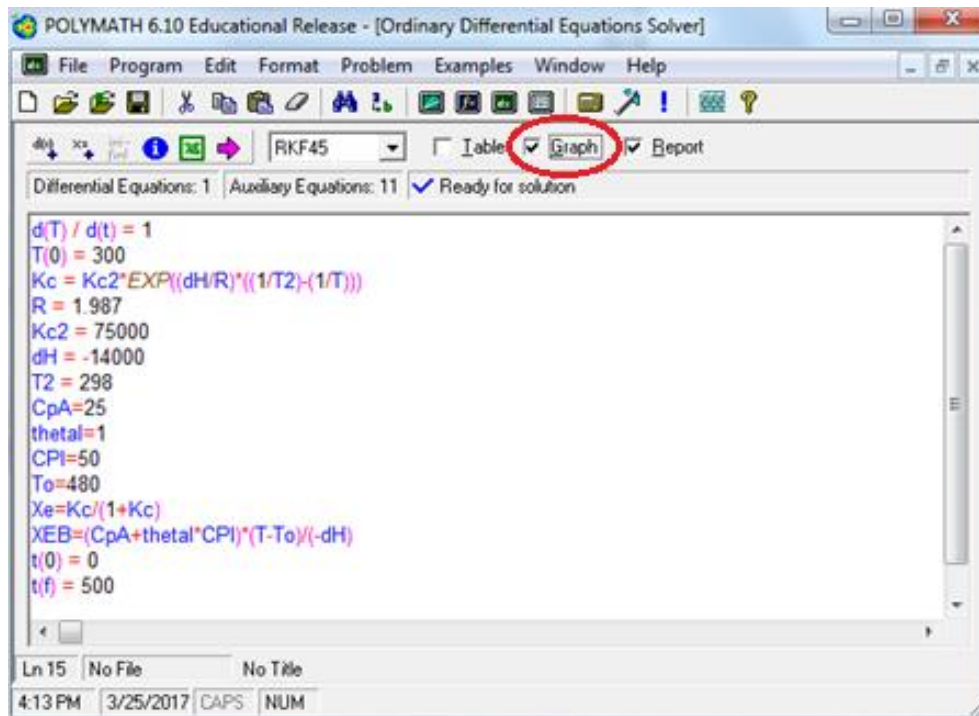 POLYMATH 6.10 Educational Release - [Ordinary Differential Equations Solver]
File Program Edit Format Problem Examples Window Help
RKF45 Table Graph Report
Differential Equations: 1 Auxiliary Equations: 11 Ready for solution
d(T) / d(t) = 1
T(0) = 300
Kc = Kc2*EXP((dH/R)*((1/T2)-(1/T)))
R = 1.987
Kc2 = 75000
dH = -14000
T2 = 298
CpA=25
thetaI=1
CPI=50
To=480
Xe=Kc/(1+Kc)
XEB=(CpA+thetaI*CPI)*(T-To)/(-dH)
t(0) = 0
t(f) = 500
Ln 15 No File No Title
4:13 PM 3/25/2017 CAPS NUM